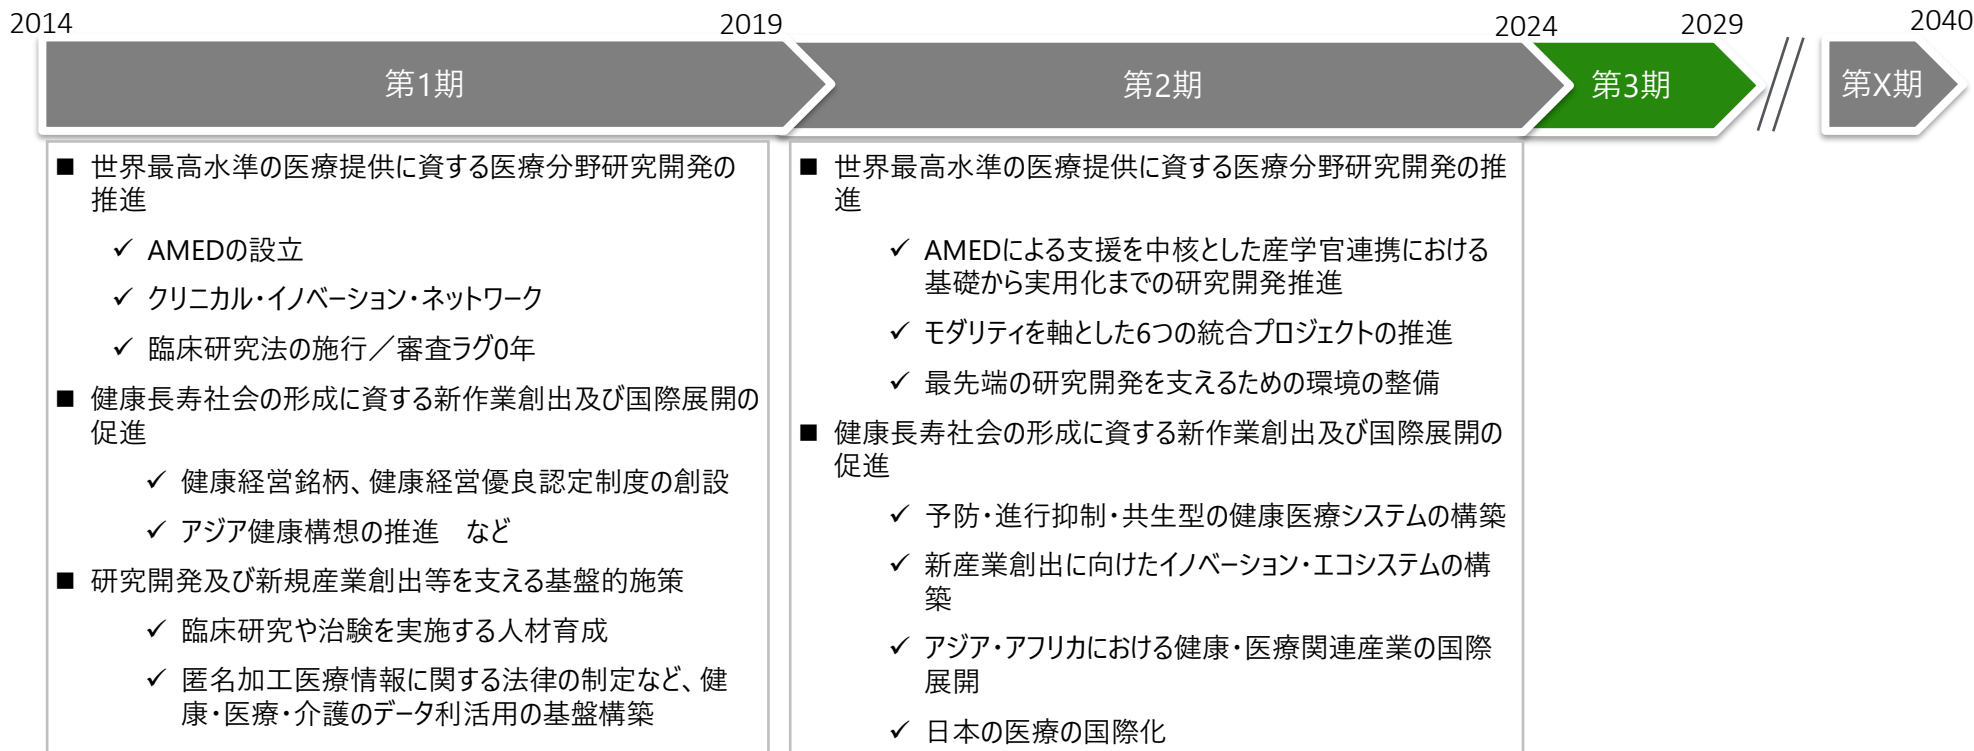 2014
2019
2024
2029
2040
第1期
第2期
第3期
第X期
■ 世界最高水準の医療提供に資する医療分野研究開発の
推進
✓ AMEDの設立
✓ クリニカル・イノベーション・ネットワーク
✓ 臨床研究法の施行／審査ラグ0年
■ 健康長寿社会の形成に資する新作業創出及び国際展開の
促進
✓ 健康経営銘柄、健康経営優良認定制度の創設
✓ アジア健康構想の推進　など
■ 研究開発及び新規産業創出等を支える基盤的施策
✓ 臨床研究や治験を実施する人材育成
✓ 匿名加工医療情報に関する法律の制定など、健
康・医療・介護のデータ利活用の基盤構築
■ 世界最高水準の医療提供に資する医療分野研究開発の推
進
✓ AMEDによる支援を中核とした産学官連携における
基礎から実用化までの研究開発推進
✓ モダリティを軸とした6つの統合プロジェクトの推進
✓ 最先端の研究開発を支えるための環境の整備
■ 健康長寿社会の形成に資する新作業創出及び国際展開の
促進
✓ 予防・進行抑制・共生型の健康医療システムの構築
✓ 新産業創出に向けたイノベーション・エコシステムの構
築
✓ アジア・アフリカにおける健康・医療関連産業の国際
展開
✓ 日本の医療の国際化